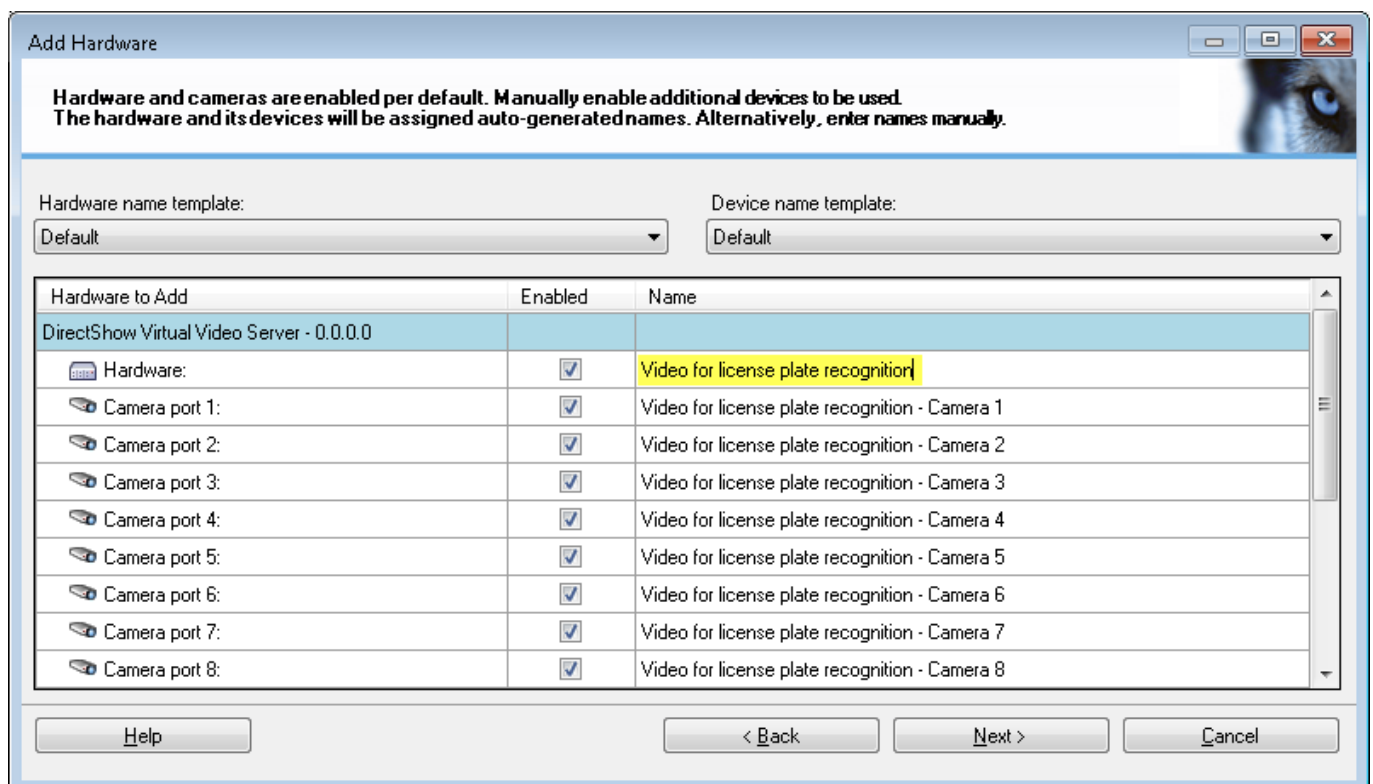 Add Hardware
Hardware and cameras are enabled per default. Manually enable additional devices to be used.
The hardware and its devices will be assigned auto-generated names. Alternatively, enter names manually.
Hardware name template:
Device name template:
Default
Default
Hardware to Add Enabled Name
DirectShow Virtual Video Server - 0.0.0.0
Hardware: Video for license plate recognition
Camera port 1: Video for license plate recognition - Camera 1
Camera port 2: Video for license plate recognition - Camera 2
Camera port 3: Video for license plate recognition - Camera 3
Camera port 4: Video for license plate recognition - Camera 4
Camera port 5: Video for license plate recognition - Camera 5
Camera port 6: Video for license plate recognition - Camera 6
Camera port 7: Video for license plate recognition - Camera 7
Camera port 8: Video for license plate recognition - Camera 8
Help < Back Next > Cancel